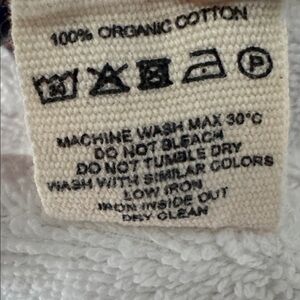 100% ORGANIC COTTON
P
MACHINE WASH MAX 30°C
DO NOT BLEACH
DO NOT TUMBLE DRY
WASH WITH SIMILAR COLORS
LOW IRON
IRON INSIDE OUT
DRY CLEAN